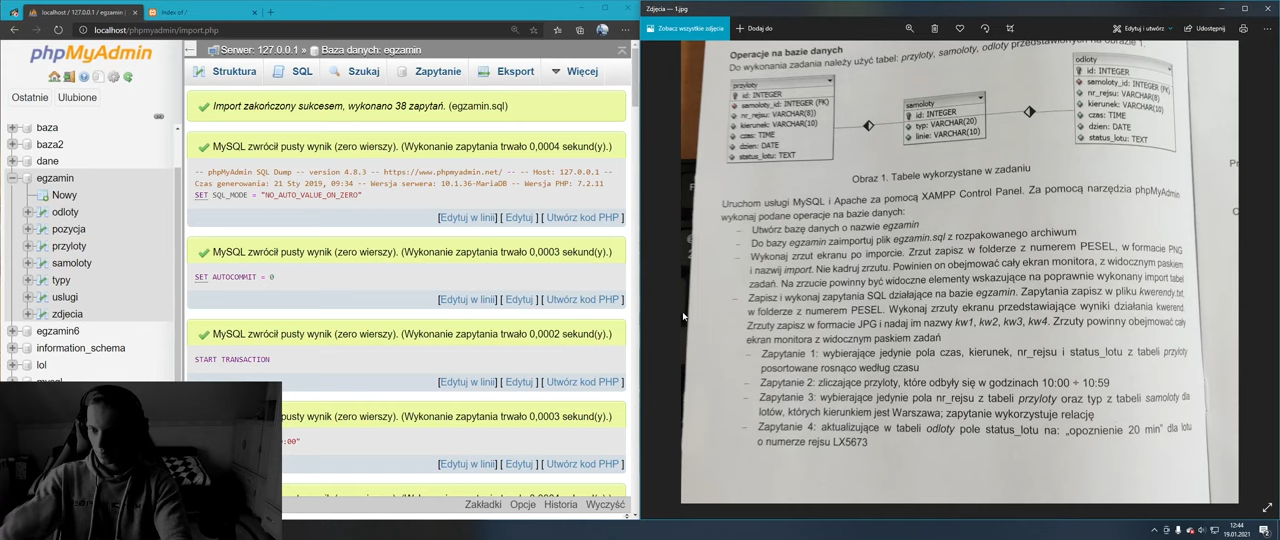 localhost / 127.0.0.1 / egzamin |
Index of /
localhost/phpmyadmin/import.php
phpMyAdmin
Ostatnie Ulubione
baza
baza2
dane
egzamin
Nowy
odloty
pozycja
przyloty
samoloty
typy
uslugi
zdjecia
egzamin6
information_schema
lol
Serwer: 127.0.0.1 » Baza danych: egzamin
Struktura SQL Szukaj Zapytanie Eksport Więcej
Import zakończony sukcesem, wykonano 38 zapytań. (egzamin.sql)
MySQL zwrócił pusty wynik (zero wierszy). (Wykonanie zapytania trwało 0,0004 sekund(y).)
-- phpMyAdmin SQL Dump -- version 4.8.3 -- https://www.phpmyadmin.net/ -- -- Host: 127.0.0.1 --
Czas generowania: 21 Sty 2019, 09:34 -- Wersja serwera: 10.1.36-MariaDB -- Wersja PHP: 7.2.11
SET SQL_MODE = "NO_AUTO_VALUE_ON_ZERO"
[Edytuj w linii] [ Edytuj ] [ Utwórz kod PHP ]
MySQL zwrócił pusty wynik (zero wierszy). (Wykonanie zapytania trwało 0,0003 sekund(y).)
SET AUTOCOMMIT = 0
[Edytuj w linii] [ Edytuj ] [ Utwórz kod PHP ]
MySQL zwrócił pusty wynik (zero wierszy). (Wykonanie zapytania trwało 0,0002 sekund(y).)
START TRANSACTION
[ Edytuj ] [ Utwórz kod PHP ]
pusty wynik (zero wierszy). (Wykonanie zapytania trwało 0,0003 sekund(y).)
:00"
[Edytuj w linii] [ Edytuj ] [ Utwórz kod PHP ]
Zakładki Opcje Historia Wyczyść
Zdjęcia — 1.jpg
Zobacz wszystkie zdjęcia
Dodaj do
Edytuj i utwórz
Udostępnij
Operacje na bazie danych
Do wykonania zadania należy użyć tabel: przyloty, samoloty, odloty przedstawionych na obrazie 1.
przyloty
id: INTEGER
samoloty_id: INTEGER (FK)
nr_rejsu: VARCHAR(8))
kierunek: VARCHAR(10)
czas: TIME
dzien: DATE
status_lotu: TEXT
samoloty
id: INTEGER
typ: VARCHAR(20)
linie: VARCHAR(10)
odloty
id: INTEGER
samoloty_id: INTEGER (FK)
nr_rejsu: VARCHAR(8)
kierunek: VARCHAR(10)
czas: TIME
dzien: DATE
status_lotu: TEXT
Obraz 1. Tabele wykorzystane w zadaniu
Uruchom usługi MySQL i Apache za pomocą XAMPP Control Panel. Za pomocą narzędzia phpMyAdmin
wykonaj podane operacje na bazie danych:
– Utwórz bazę danych o nazwie egzamin
– Do bazy egzamin zaimportuj plik egzamin.sql z rozpakowanego archiwum
– Wykonaj zrzut ekranu po imporcie. Zrzut zapisz w folderze z numerem PESEL, w formacie PNG
i nazwij import. Nie kadruj zrzutu. Powinien on obejmować cały ekran monitora, z widocznym paskiem
zadań. Na zrzucie powinny być widoczne elementy wskazujące na poprawnie wykonany import tabel
– Zapisz i wykonaj zapytania SQL działające na bazie egzamin. Zapytania zapisz w pliku kwerendy.txt,
w folderze z numerem PESEL. Wykonaj zrzuty ekranu przedstawiające wyniki działania kwerend.
Zrzuty zapisz w formacie JPG i nadaj im nazwy kw1, kw2, kw3, kw4. Zrzuty powinny obejmować cały
ekran monitora z widocznym paskiem zadań
– Zapytanie 1: wybierające jedynie pola czas, kierunek, nr_rejsu i status_lotu z tabeli przyloty
posortowane rosnąco według czasu
– Zapytanie 2: zliczające przyloty, które odbyły się w godzinach 10:00 ÷ 10:59
– Zapytanie 3: wybierające jedynie pola nr_rejsu z tabeli przyloty oraz typ z tabeli samoloty dla
lotów, których kierunkiem jest Warszawa; zapytanie wykorzystuje relację
– Zapytanie 4: aktualizujące w tabeli odloty pole status_lotu na: „opoznienie 20 min" dla lotu
o numerze rejsu LX5673
12:44
19.01.2021